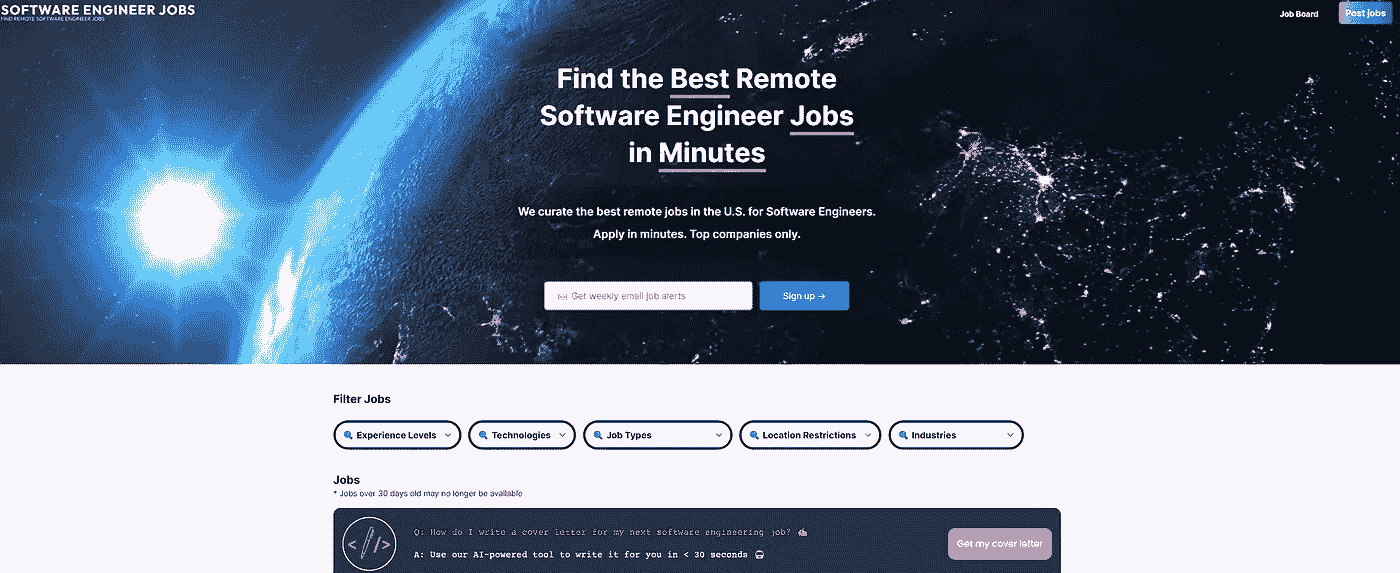 SOFTWARE ENGINEER JOBS
FIND REMOTE SOFTWARE ENGINEER JOBS
Job Board
Post jobs
Find the Best Remote
Software Engineer Jobs
in Minutes
We curate the best remote jobs in the U.S. for Software Engineers.
Apply in minutes. Top companies only.
Get weekly email job alerts
Sign up →
Filter Jobs
Experience Levels
Technologies
Job Types
Location Restrictions
Industries
Jobs
* Jobs over 30 days old may no longer be available
Q: How do I write a cover letter for my next software engineering job?
A: Use our AI-powered tool to write it for you in < 30 seconds
Get my cover letter